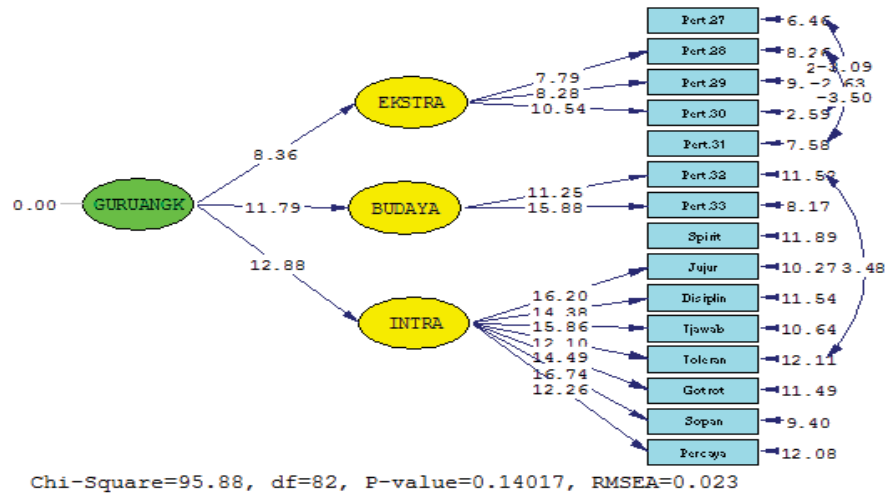 Pert.27
6.46
Pert.28
8.26
-3.09
7.79
EKSTRA
8.28
Pert.29
-3.50
10.54
Pert.30
2.59
8.36
Pert.31
7.58
Pert.32
11.52
11.25
0.00
GURUANGK
11.79
BUDAYA
15.88
Pert.33
8.17
Spirit
11.89
12.88
Jujur
10.27
3.48
16.20
Disiplin
11.54
14.38
INTRA
15.86
Tjawab
10.64
12.10
Toleran
12.11
14.49
Gotrot
11.49
16.74
12.26
Sopan
9.40
Percaya
12.08
Chi-Square=95.88, df=82, P-value=0.14017, RMSEA=0.023